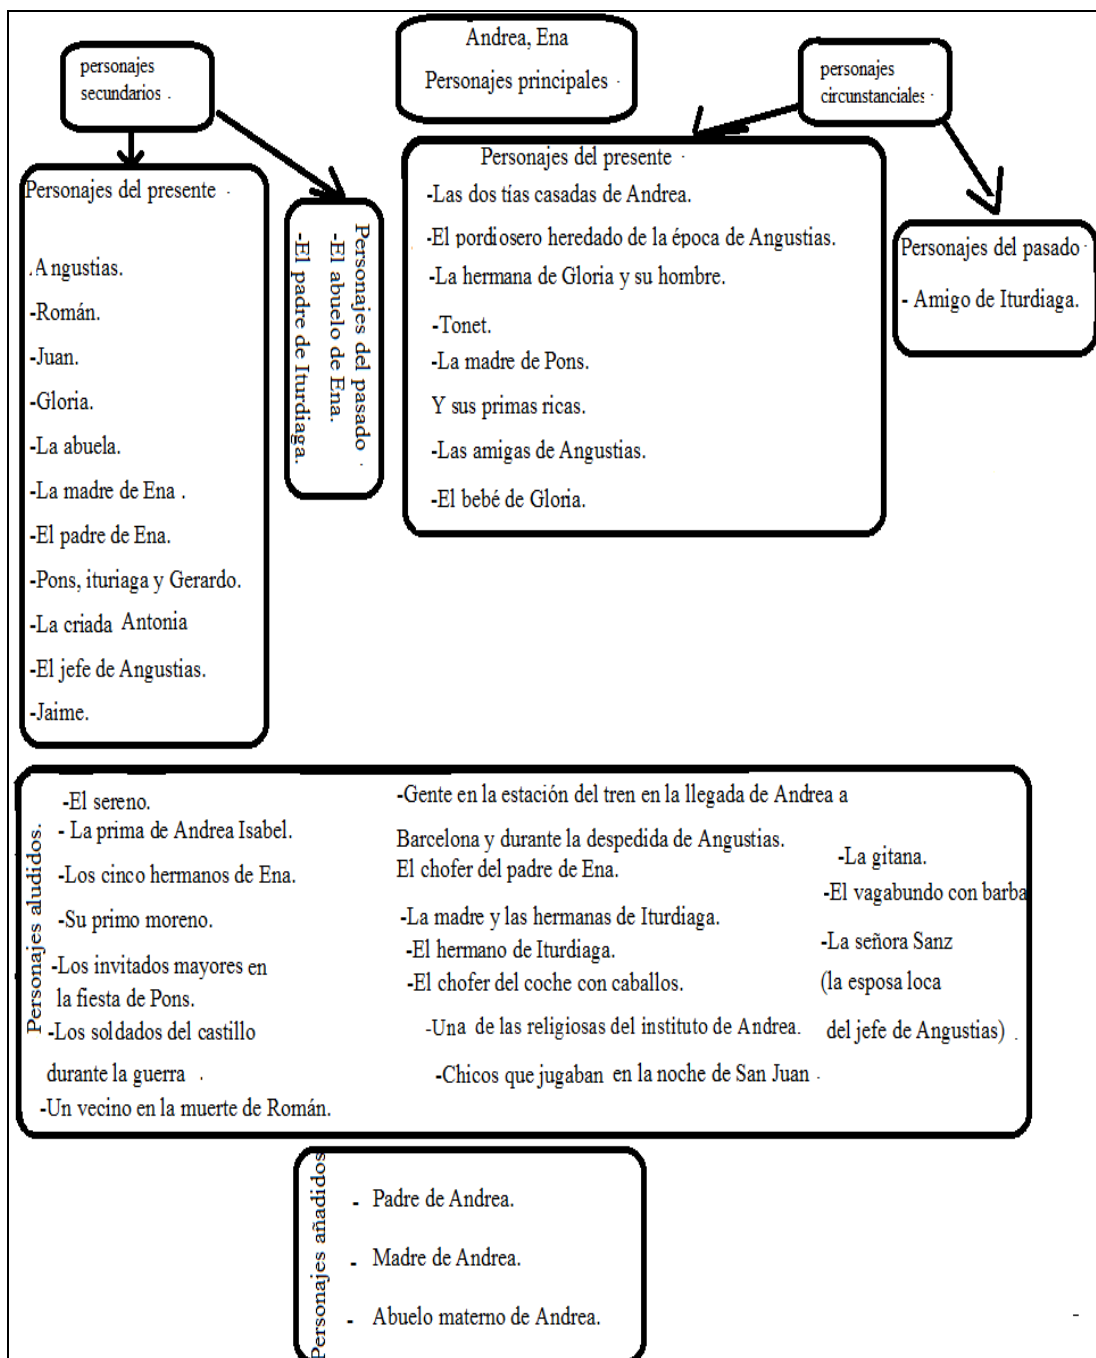 Andrea, Ena
Personajes principales
personajes
secundarios
personajes
circunstanciales
Personajes del presente
.Angustias.
-Román.
-Juan.
-Gloria.
-La abuela.
-La madre de Ena .
-El padre de Ena.
-Pons, ituriaga y Gerardo.
-La criada Antonia
-El jefe de Angustias.
-Jaime.
Personajes del pasado
-El abuelo de Ena.
-El padre de Iturdiaga.
Personajes del presente
-Las dos tías casadas de Andrea.
-El pordiosero heredado de la época de Angustias.
-La hermana de Gloria y su hombre.
-Tonet.
-La madre de Pons.
Y sus primas ricas.
-Las amigas de Angustias.
-El bebé de Gloria.
Personajes del pasado
- Amigo de Iturdiaga.
Personajes aludidos.
-El sereno.
- La prima de Andrea Isabel.
-Los cinco hermanos de Ena.
-Su primo moreno.
-Los invitados mayores en
la fiesta de Pons.
-Los soldados del castillo
durante la guerra .
-Un vecino en la muerte de Román.
-Gente en la estación del tren en la llegada de Andrea a
Barcelona y durante la despedida de Angustias.
El chofer del padre de Ena.
-La madre y las hermanas de Iturdiaga.
-El hermano de Iturdiaga.
-El chofer del coche con caballos.
-Una de las religiosas del instituto de Andrea.
-Chicos que jugaban en la noche de San Juan
-La gitana.
-El vagabundo con barba
-La señora Sanz
(la esposa loca
del jefe de Angustias) .
Personajes añadidos
- Padre de Andrea.
- Madre de Andrea.
- Abuelo materno de Andrea.